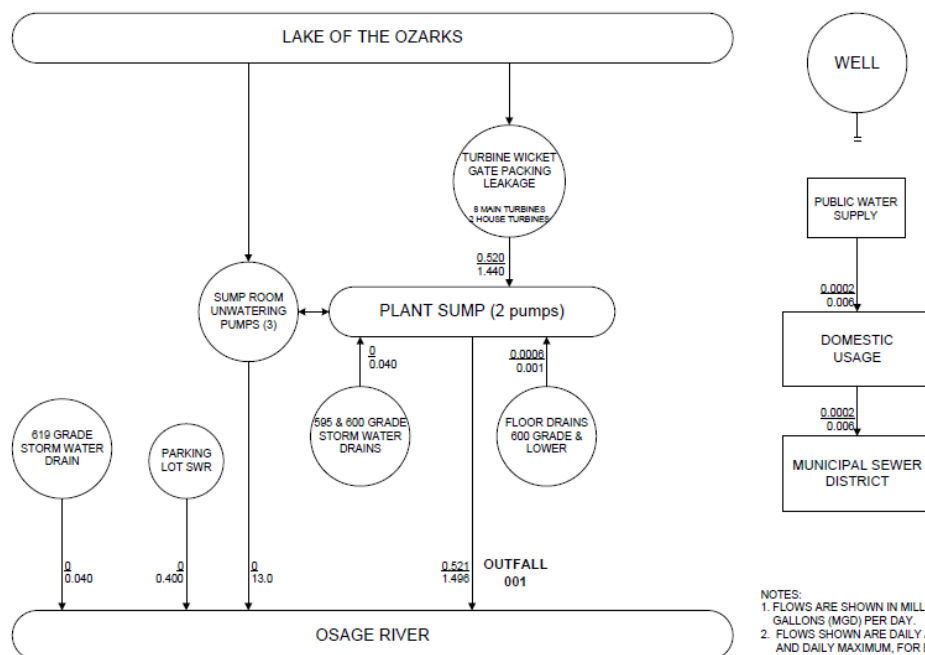 LAKE OF THE OZARKS
WELL
TURBINE WICKET
GATE PACKING
LEAKAGE
8 MAIN TURBINES
2 HOUSE TURBINES
PUBLIC WATER
SUPPLY
0.520
1.440
SUMP ROOM
UNWATERING
PUMPS (3)
PLANT SUMP (2 pumps)
0.0002
0.006
DOMESTIC
USAGE
0
0.040
0.0006
0.001
0.0002
0.006
619 GRADE
STORM WATER
DRAIN
PARKING
LOT SWR
595 & 600 GRADE
STORM WATER
DRAINS
FLOOR DRAINS
600 GRADE &
LOWER
MUNICIPAL SEWER
DISTRICT
0
0.040
0
0.400
0
13.0
0.521
1.496
OUTFALL
001
OSAGE RIVER
NOTES:
1. FLOWS ARE SHOWN IN MILL
GALLONS (MGD) PER DAY.
2. FLOWS SHOWN ARE DAILY
AND DAILY MAXIMUM, FOR